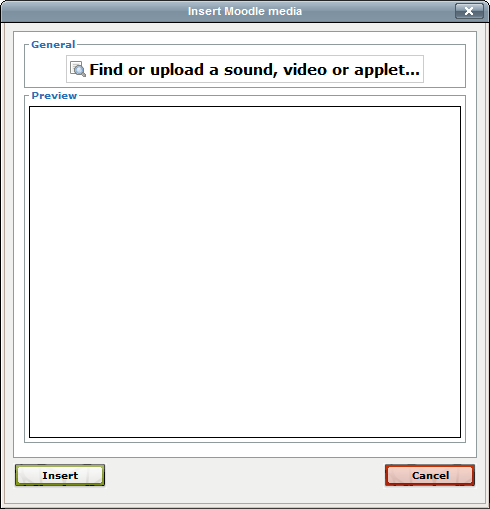 Insert Moodle media
General
Find or upload a sound, video or applet...
Preview
Insert
Cancel